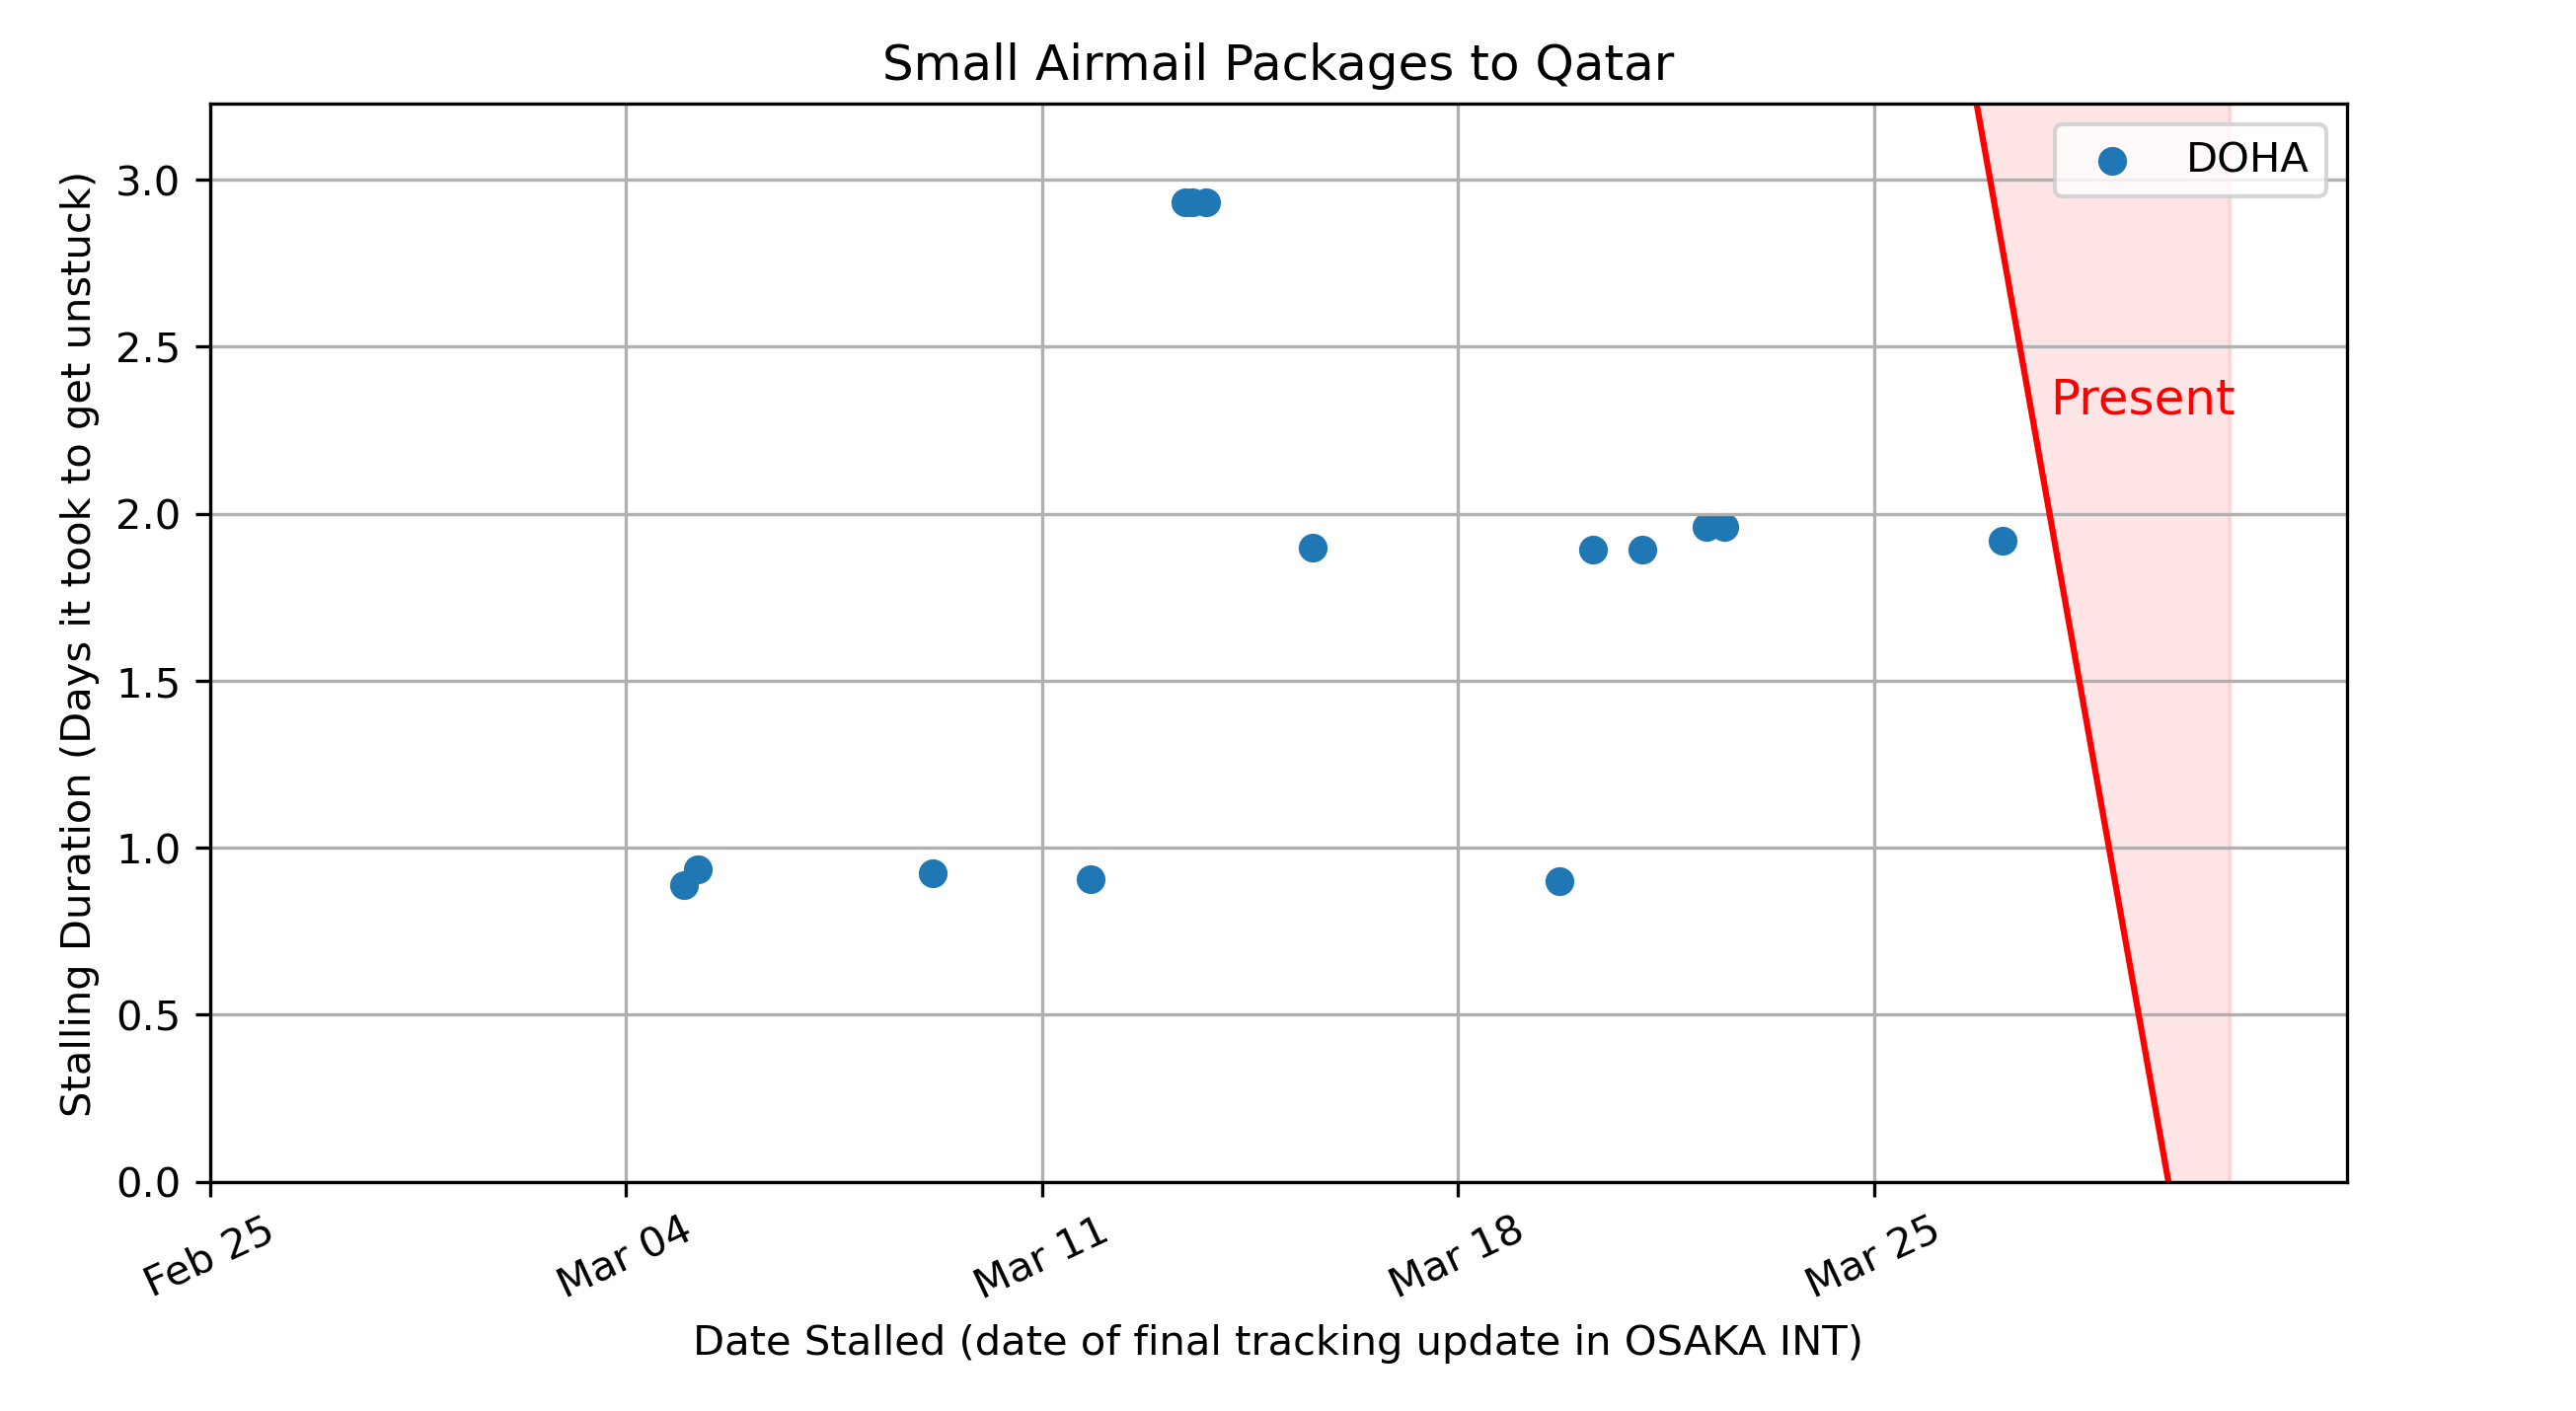 Small Airmail Packages to Qatar
DOHA
Present
Stalling Duration (Days it took to get unstuck)
3.0
2.5
2.0
1.5
1.0
0.5
0.0
Feb 25
Mar 04
Mar 11
Mar 18
Mar 25
Date Stalled (date of final tracking update in OSAKA INT)